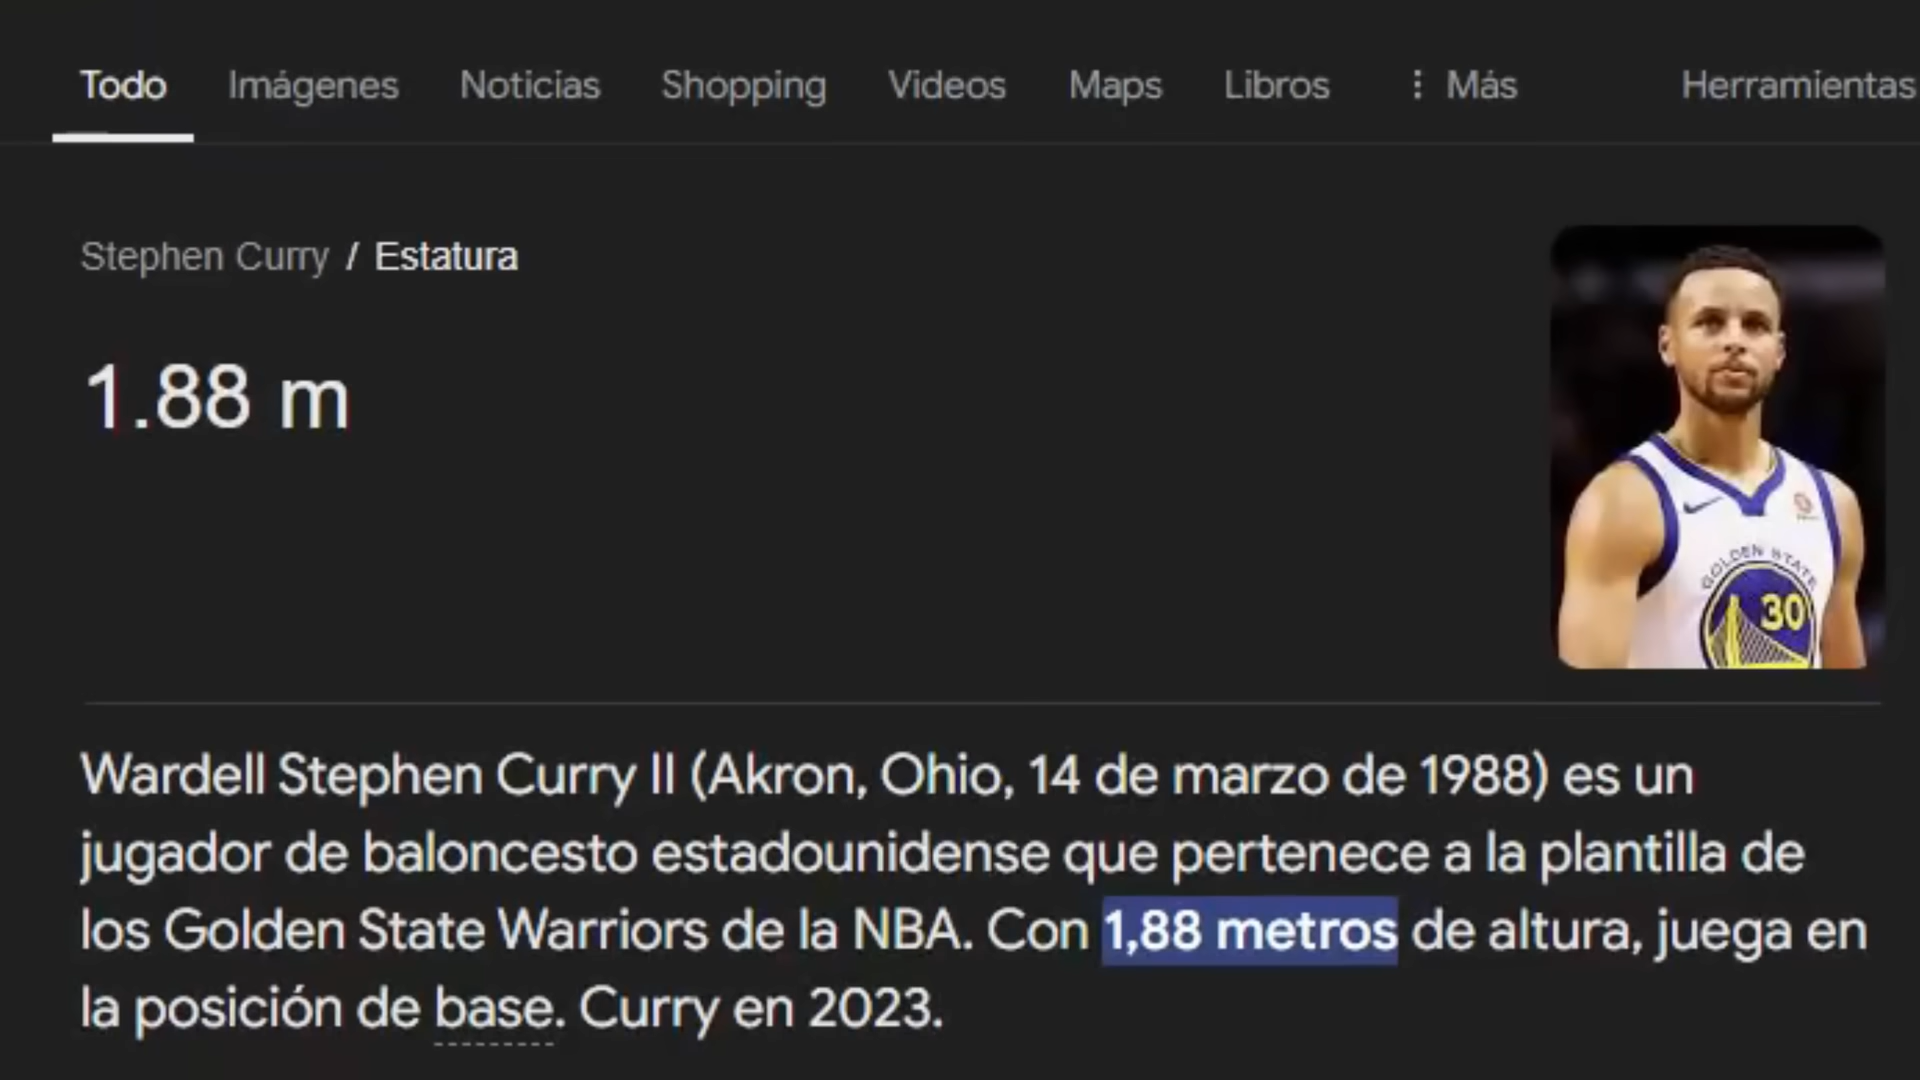 Todo Imágenes Noticias Shopping Videos Maps Libros ⋮ Más Herramientas
Stephen Curry / Estatura
1.88 m
GOLDEN STATE
30
Wardell Stephen Curry II (Akron, Ohio, 14 de marzo de 1988) es un
jugador de baloncesto estadounidense que pertenece a la plantilla de
los Golden State Warriors de la NBA. Con 1,88 metros de altura, juega en
la posición de base. Curry en 2023.